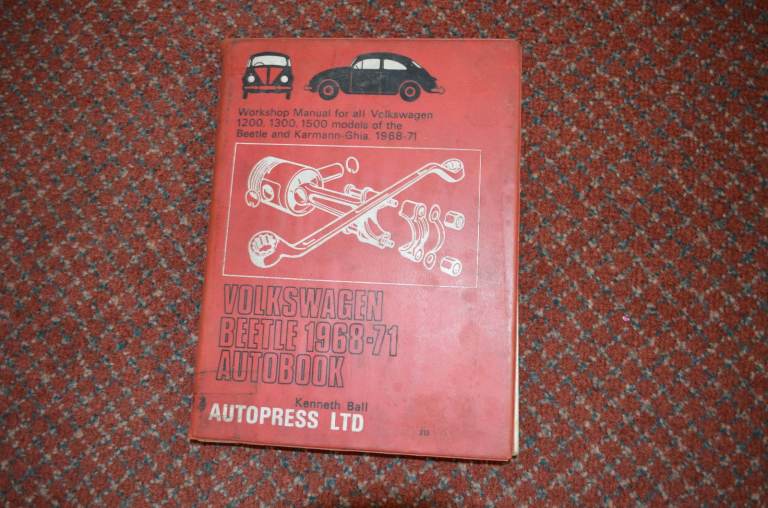 Workshop Manual for all Volkswagen
1200, 1300, 1500 models of the
Beetle and Karmann-Ghia, 1968-71
VOLKSWAGEN
BEETLE 1968-71
AUTOBOOK
Kenneth Ball
AUTOPRESS LTD